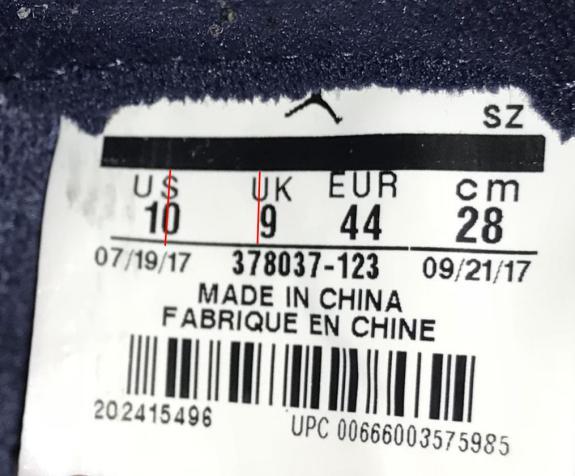 SZ
US UK EUR cm
10 9 44 28
07/19/17 378037-123 09/21/17
MADE IN CHINA
FABRIQUE EN CHINE
202415496 UPC 00666003575985